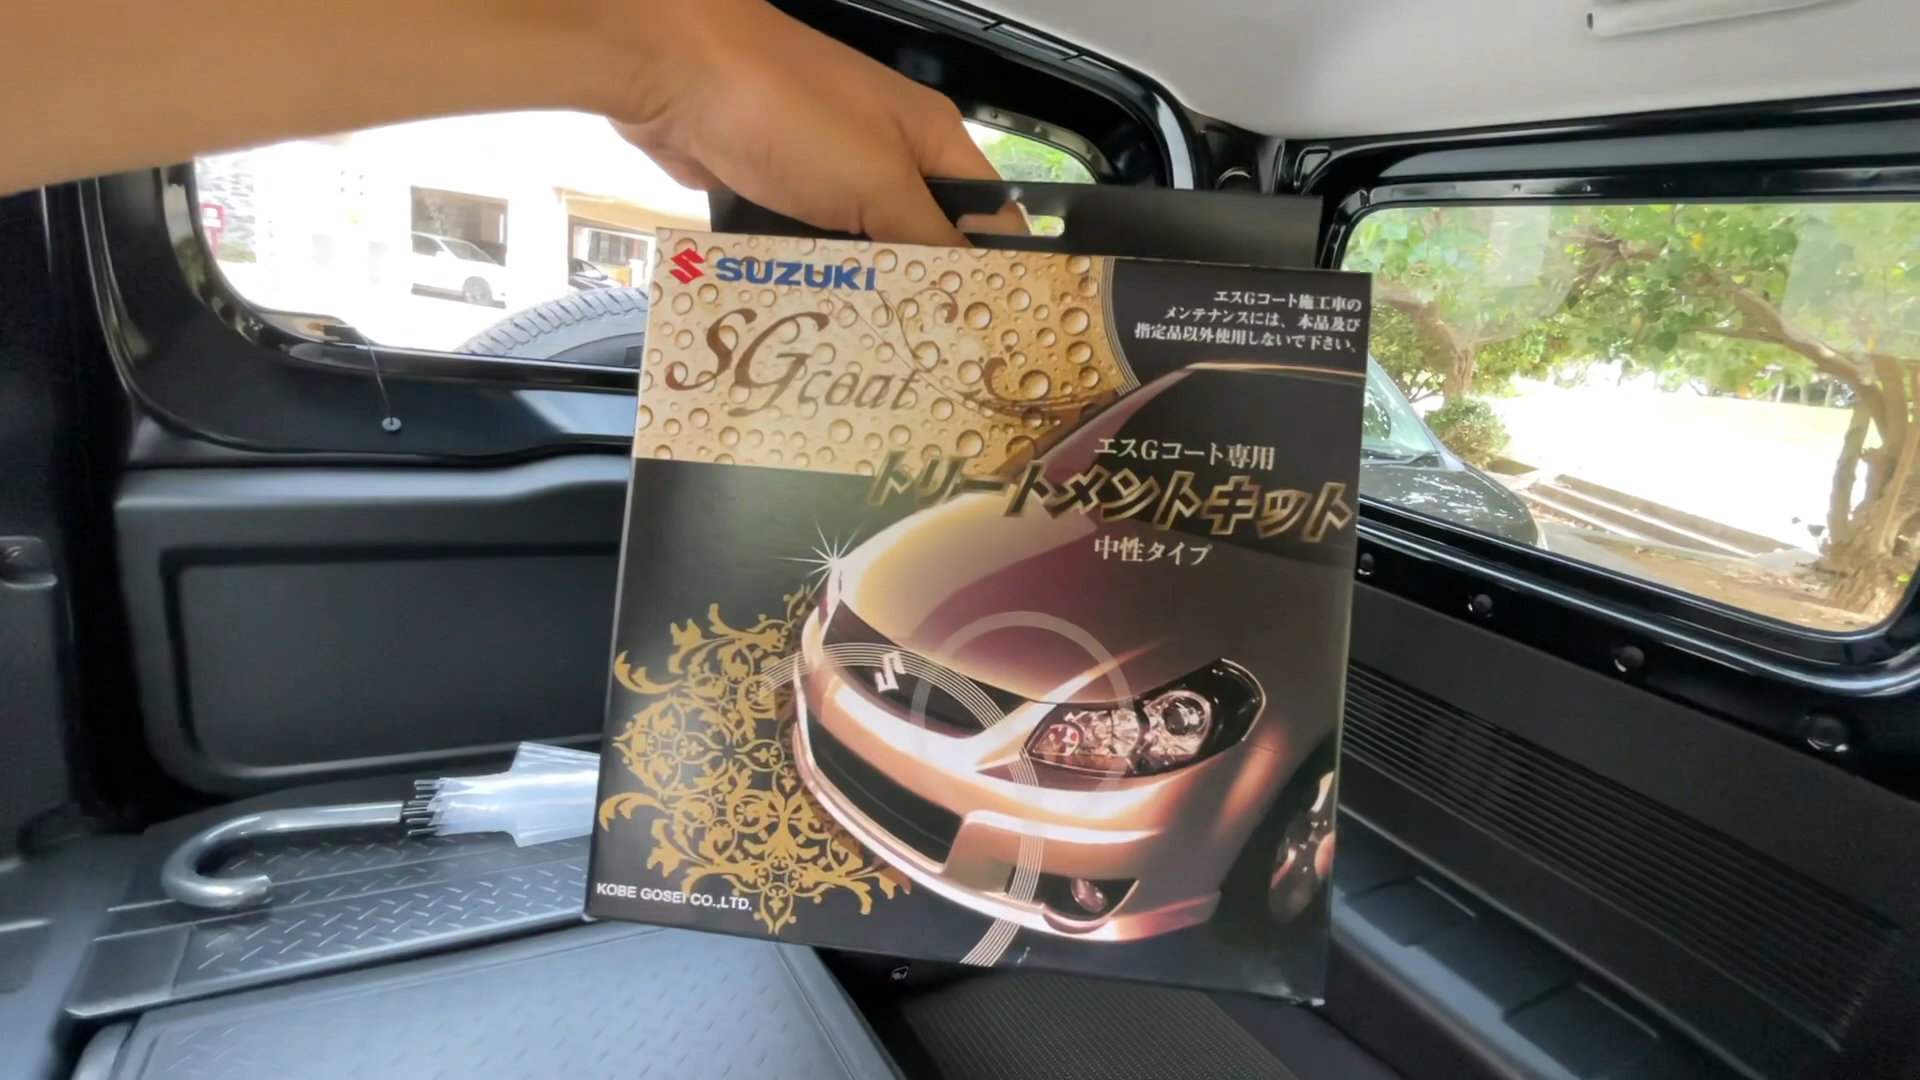 SUZUKI
SG coat
エスGコート施工車の
メンテナンスには、本品及び
指定品以外使用しないで下さい。
エスGコート専用
トリートメントキット
中性タイプ
KOBE GOSEI CO.,LTD.